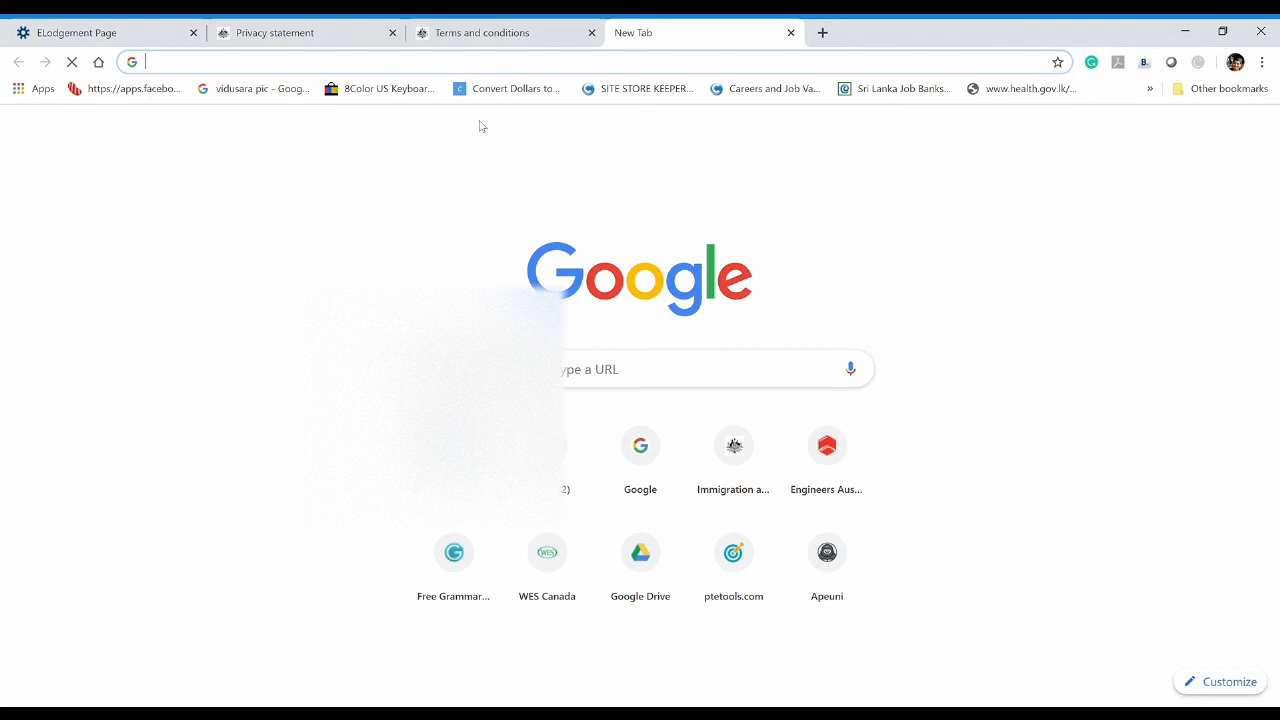 ELodgement Page
Privacy statement
Terms and conditions
New Tab
Apps
https://apps.facebo...
vidusara pic - Goog...
8Color US Keyboar...
Convert Dollars to...
SITE STORE KEEPER...
Careers and Job Va...
Sri Lanka Job Banks...
www.health.gov.lk/...
»
Other bookmarks
Google
ype a URL
2)
Google
Immigration a...
Engineers Aus...
Free Grammar...
WES Canada
Google Drive
ptetools.com
Apeuni
Customize